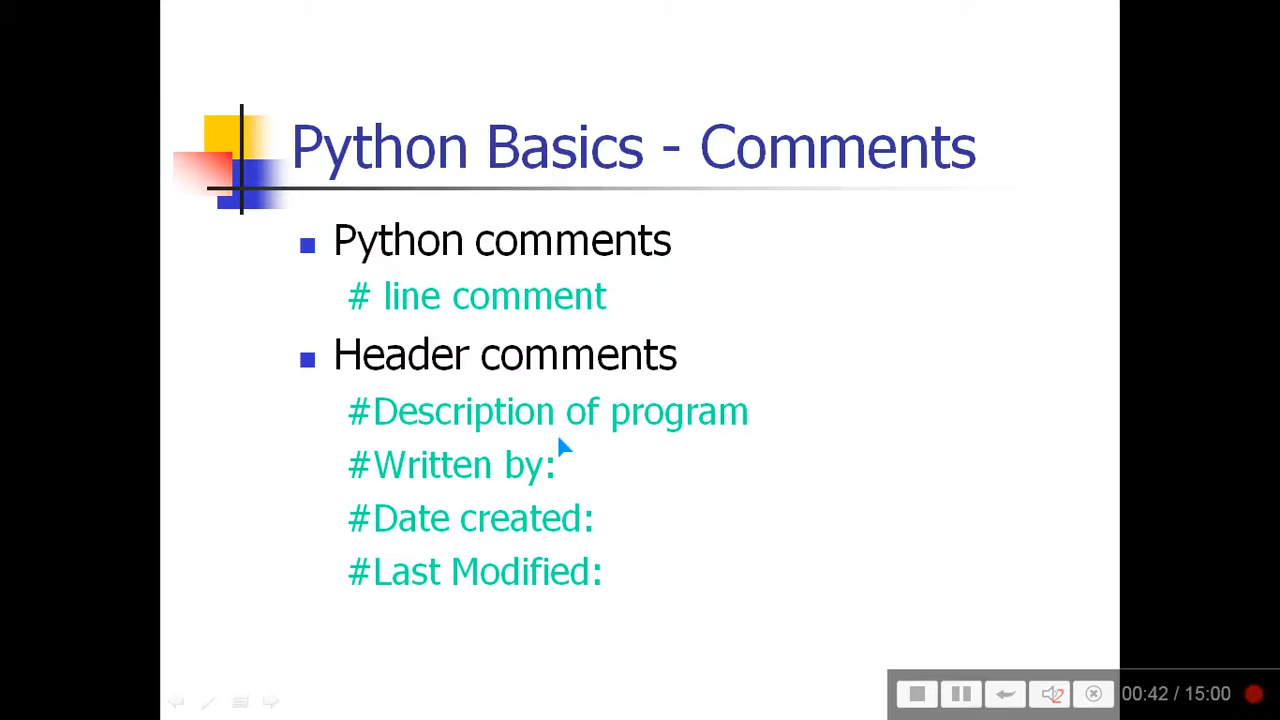 Python Basics - Comments
Python comments
# line comment
Header comments
#Description of program
#Written by:
#Date created:
#Last Modified:
00:42 / 15:00